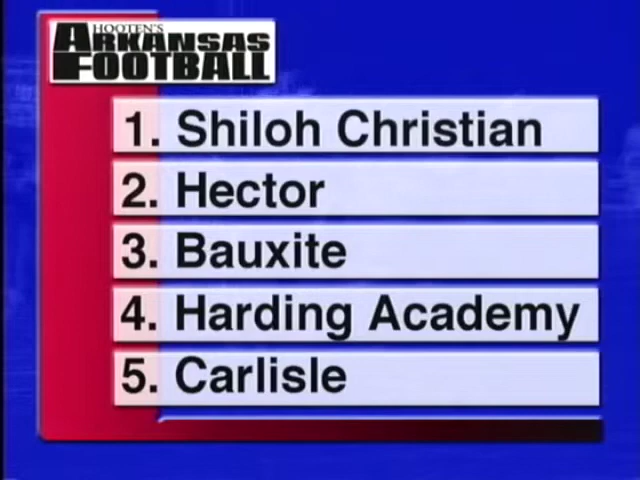 HOOTEN'S
ARKANSAS
FOOTBALL
1. Shiloh Christian
2. Hector
3. Bauxite
4. Harding Academy
5. Carlisle